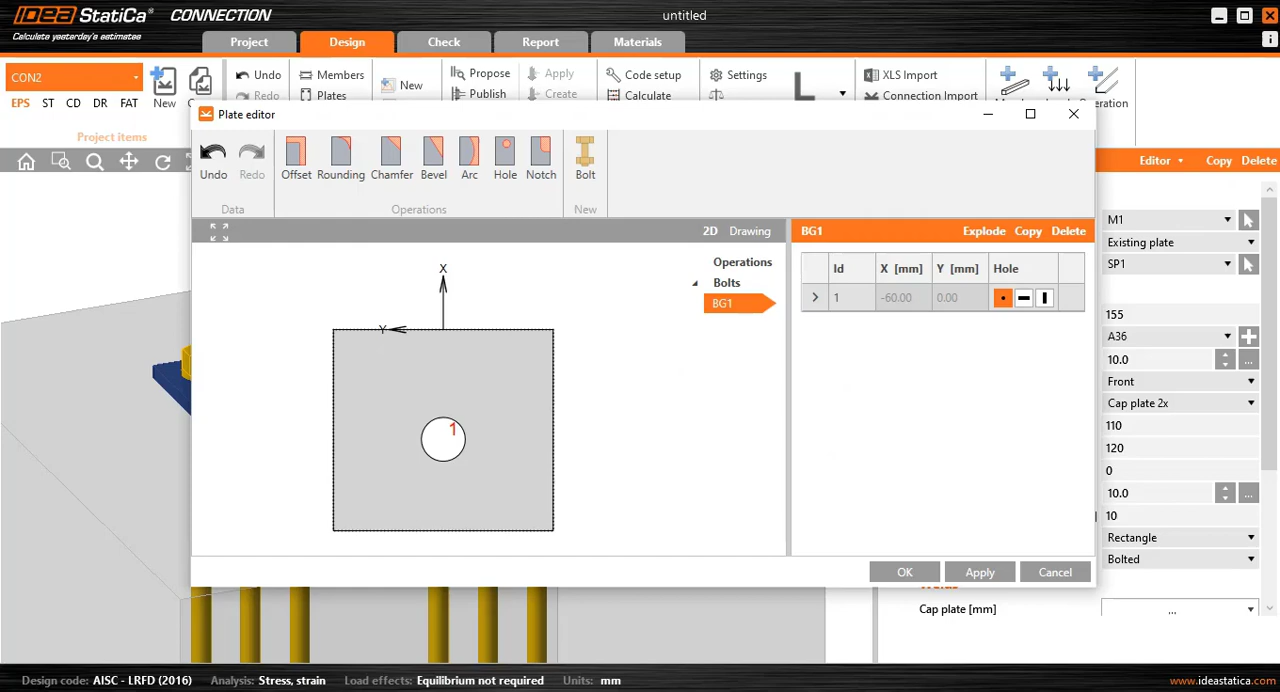 IDEA StatiCa® CONNECTION
Calculate yesterday's estimates
untitled
Project Design Check Report Materials
CON2
EPS ST CD DR FAT New
Project items
Undo
Redo
Members
Plates
New
Propose
Publish
Apply
Create
Code setup
Calculate
Settings
XLS Import
Connection Import
Plate editor
Undo Redo
Data
Offset Rounding Chamfer Bevel Arc Hole Notch
Operations
Bolt
New
Editor Copy Delete
2D Drawing
BG1 Explode Copy Delete
Operations
Bolts
BG1
Id X [mm] Y [mm] Hole
1 -60.00 0.00
X
Y
1
M1
Existing plate
SP1
155
A36
10.0 ...
Front
Cap plate 2x
110
120
0
10.0 ...
10
Rectangle
Bolted
OK Apply Cancel
Cap plate [mm] ...
Design code: AISC - LRFD (2016) Analysis: Stress, strain Load effects: Equilibrium not required Units: mm
www.ideastatica.com